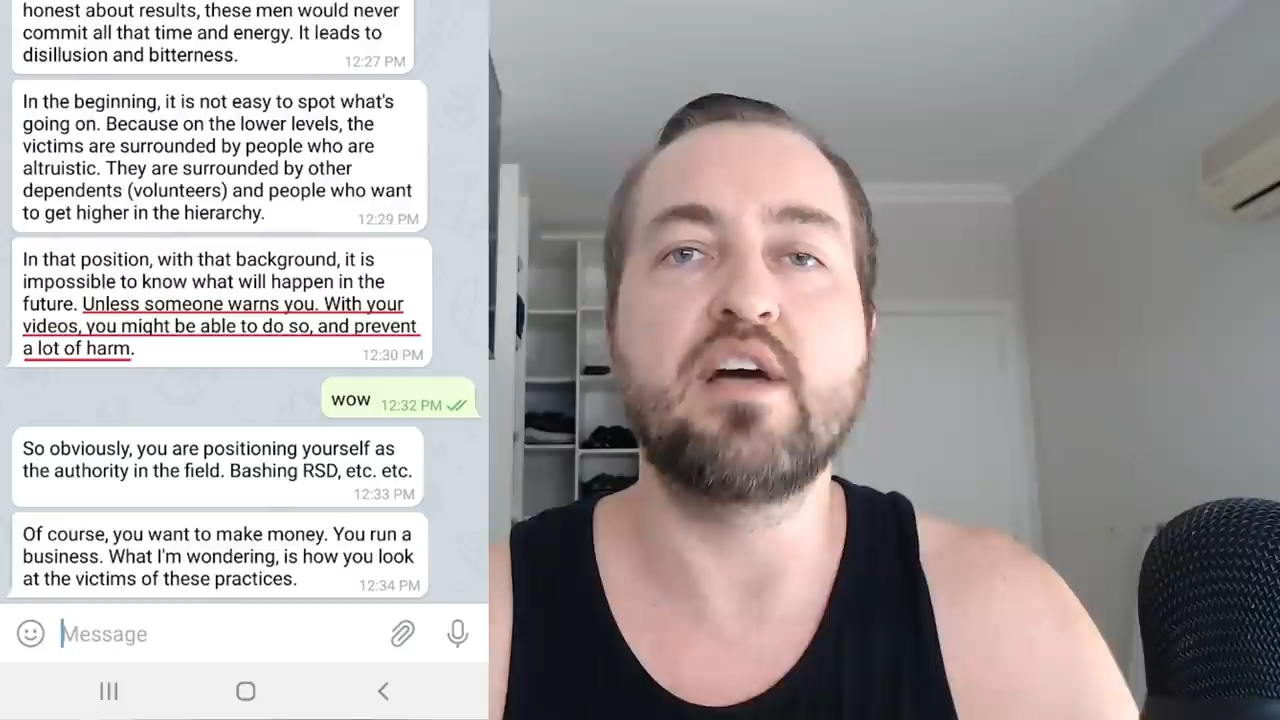 honest about results, these men would never
commit all that time and energy. It leads to
disillusion and bitterness.
12:27 PM
In the beginning, it is not easy to spot what's
going on. Because on the lower levels, the
victims are surrounded by people who are
altruistic. They are surrounded by other
dependents (volunteers) and people who want
to get higher in the hierarchy.
12:29 PM
In that position, with that background, it is
impossible to know what will happen in the
future. Unless someone warns you. With your
videos, you might be able to do so, and prevent
a lot of harm.
12:30 PM
wow
12:32 PM
So obviously, you are positioning yourself as
the authority in the field. Bashing RSD, etc. etc.
12:33 PM
Of course, you want to make money. You run a
business. What I'm wondering, is how you look
at the victims of these practices.
12:34 PM
Message